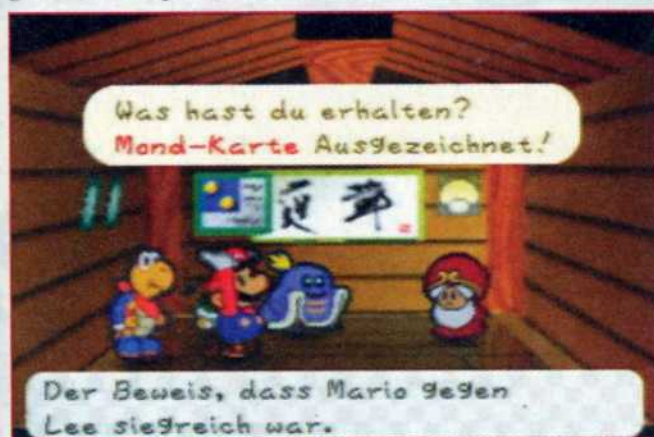 Was hast du erhalten?
Mond-Karte Ausgezeichnet!
Der Beweis, dass Mario gegen
Lee siegreich war.